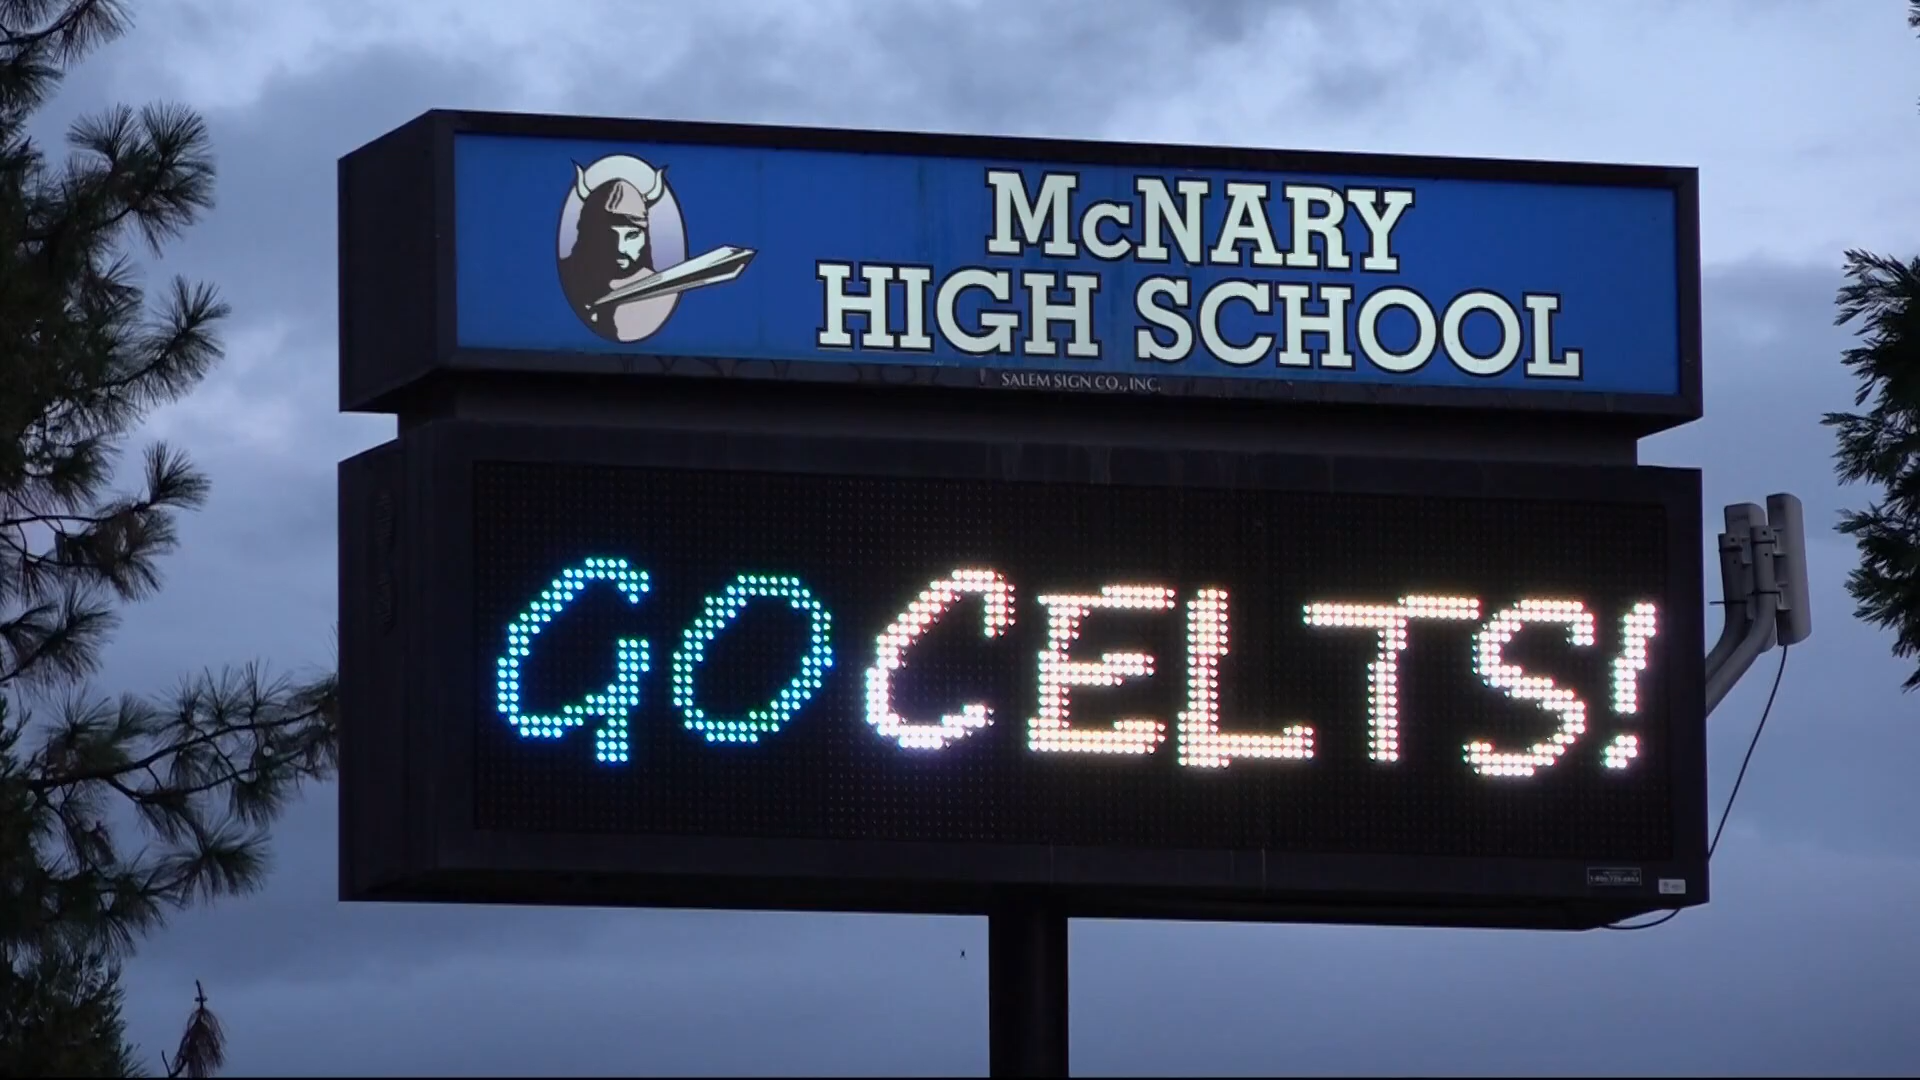 McNARY
HIGH SCHOOL
SALEM SIGN CO., INC.
GO CELTS!